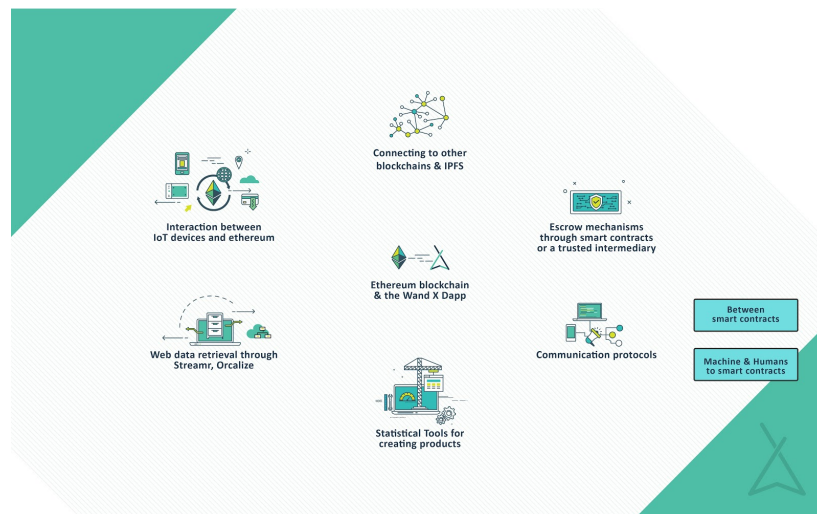 Connecting to other
blockchains & IPFS
Interaction between
IoT devices and ethereum
Escrow mechanisms
through smart contracts
or a trusted intermediary
Ethereum blockchain
& the Wand X Dapp
Web data retrieval through
Streamr, Orcalize
Communication protocols
Between
smart contracts
Machine & Humans
to smart contracts
Statistical Tools for
creating products